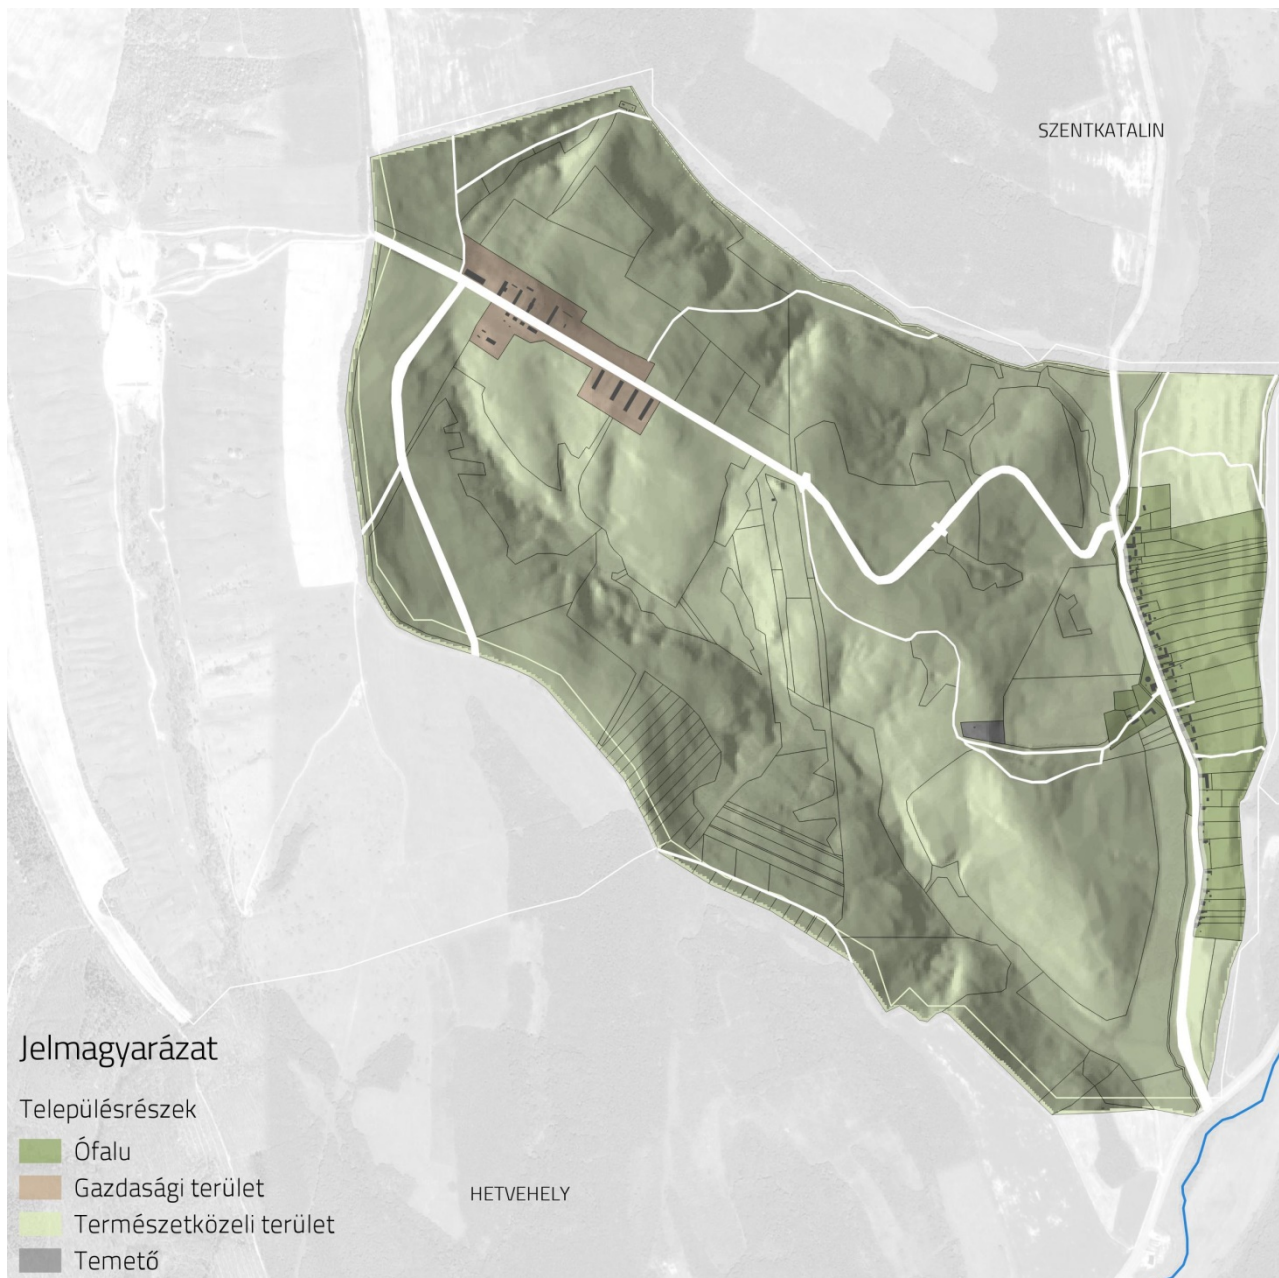 SZENTKATALIN
Jelmagyarázat
Településrészek
Ófalu
Gazdasági terület
HETVEHELY
Természetközeli terület
Temető